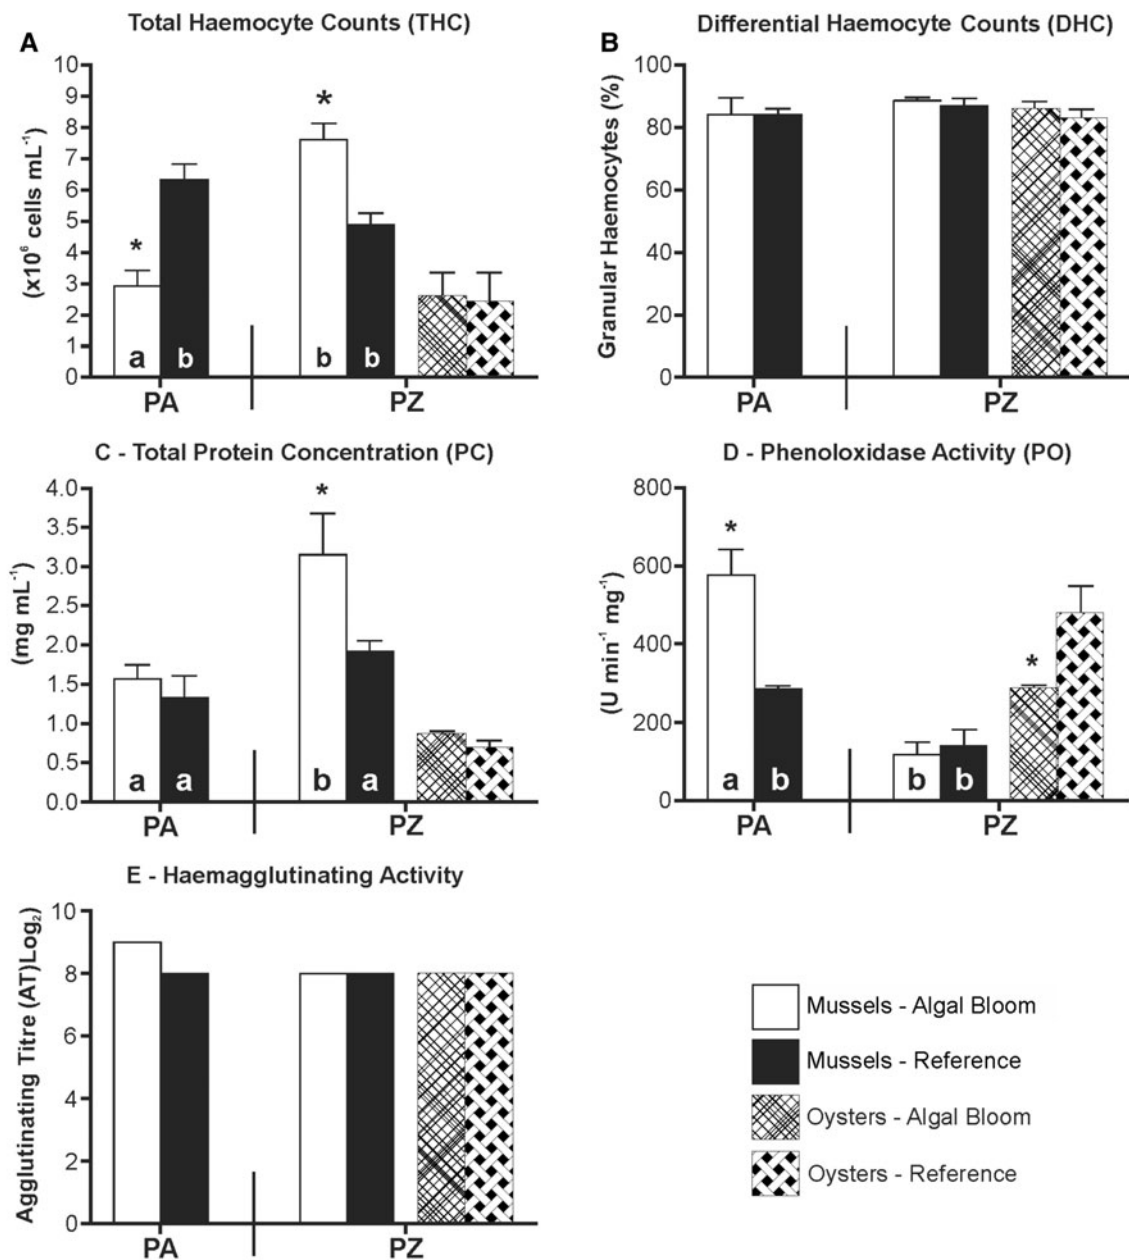 Total Haemocyte Counts (THC)
A
10
9
8
7
6
5
4
3
2
1
0
(x10⁶ cells mL⁻¹)
*
*
a
b
b
b
PA
PZ
Differential Haemocyte Counts (DHC)
B
100
80
60
40
20
0
Granular Haemocytes (%)
PA
PZ
C - Total Protein Concentration (PC)
4.0
3.5
3.0
2.5
2.0
1.5
1.0
0.5
0.0
(mg mL⁻¹)
*
a
a
b
a
PA
PZ
D - Phenoloxidase Activity (PO)
800
600
400
200
0
(U min⁻¹ mg⁻¹)
*
*
a
b
b
b
PA
PZ
E - Haemagglutinating Activity
10
8
6
4
2
0
Agglutinating Titre (AT)Log₂
PA
PZ
Mussels - Algal Bloom
Mussels - Reference
Oysters - Algal Bloom
Oysters - Reference